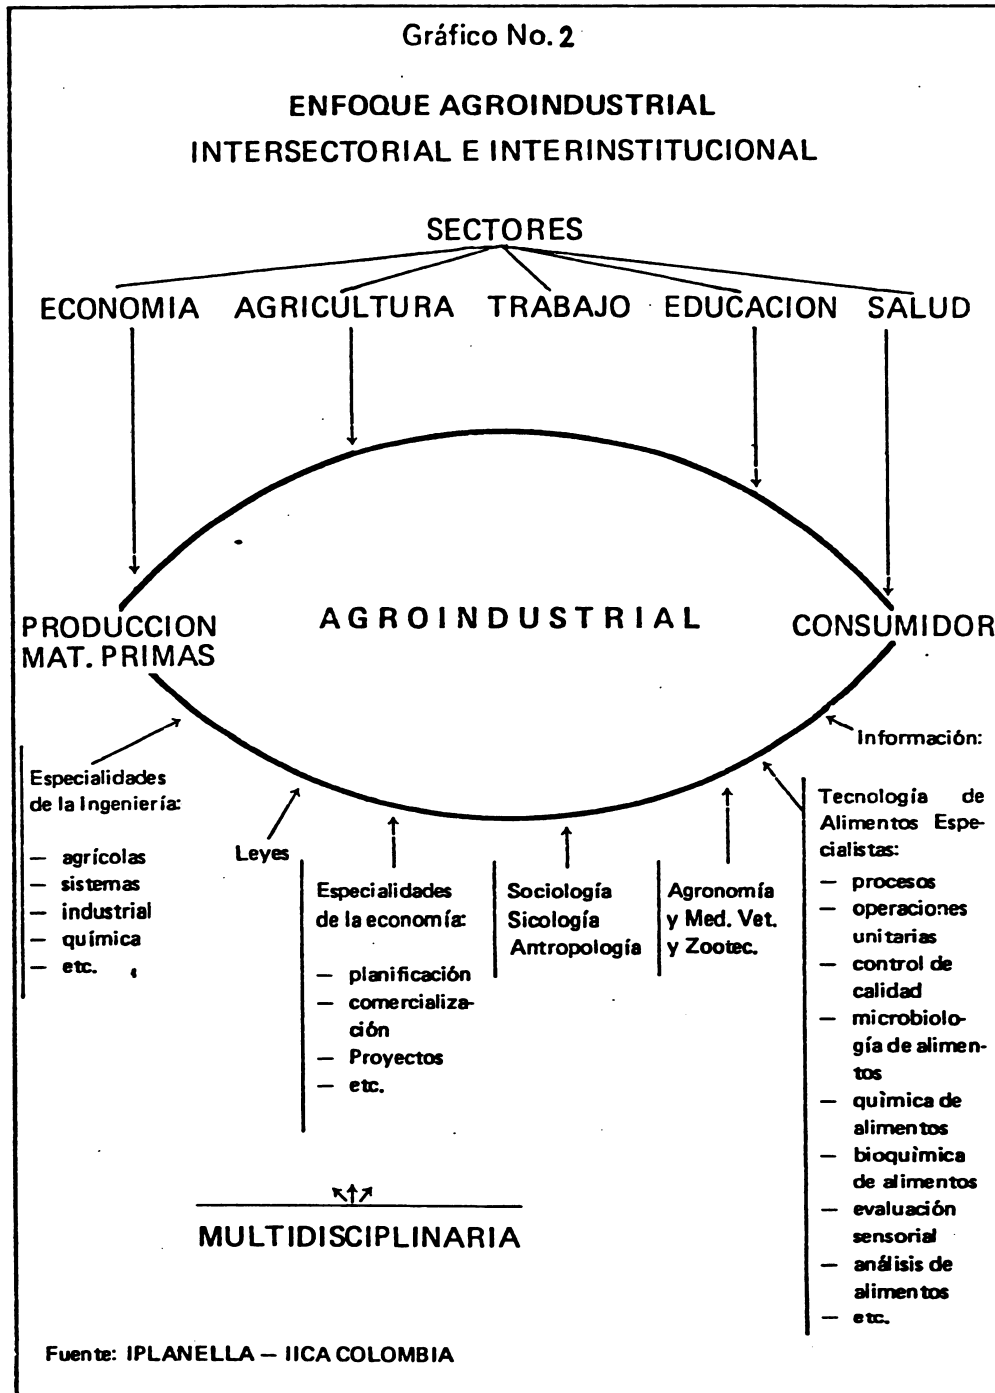 Gráfico No. 2
ENFOQUE AGROINDUSTRIAL
INTERSECTORIAL E INTERINSTITUCIONAL
SECTORES
ECONOMIA AGRICULTURA TRABAJO EDUCACION SALUD
AGROINDUSTRIAL
PRODUCCION
MAT. PRIMAS
CONSUMIDOR
Especialidades
de la Ingeniería:
— agrícolas
— sistemas
— industrial
— química
— etc.
Leyes
Especialidades
de la economía:
— planificación
— comercializa-
ción
— Proyectos
— etc.
Sociología
Sicología
Antropología
Agronomía
y Med. Vet.
y Zootec.
Información:
Tecnología de
Alimentos Espe-
cialistas:
— procesos
— operaciones
unitarias
— control de
calidad
— microbiolo-
gía de alimen-
tos
— quìmica de
alimentos
— bioquìmica
de alimentos
— evaluación
sensorial
— análisis de
alimentos
— etc.
MULTIDISCIPLINARIA
Fuente: IPLANELLA — IICA COLOMBIA